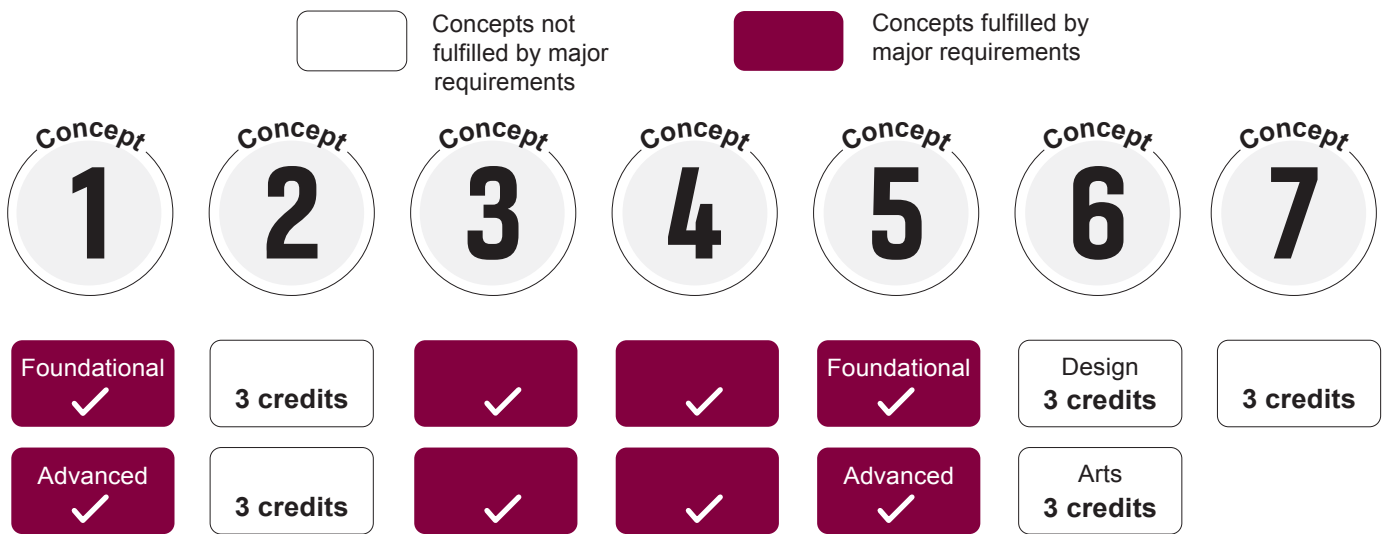 Concepts not
fulfilled by major
requirements
Concepts fulfilled by
major requirements
Concept
1
Concept
2
Concept
3
Concept
4
Concept
5
Concept
6
Concept
7
Foundational
3 credits
Foundational
Design
3 credits
3 credits
Advanced
3 credits
Advanced
Arts
3 credits